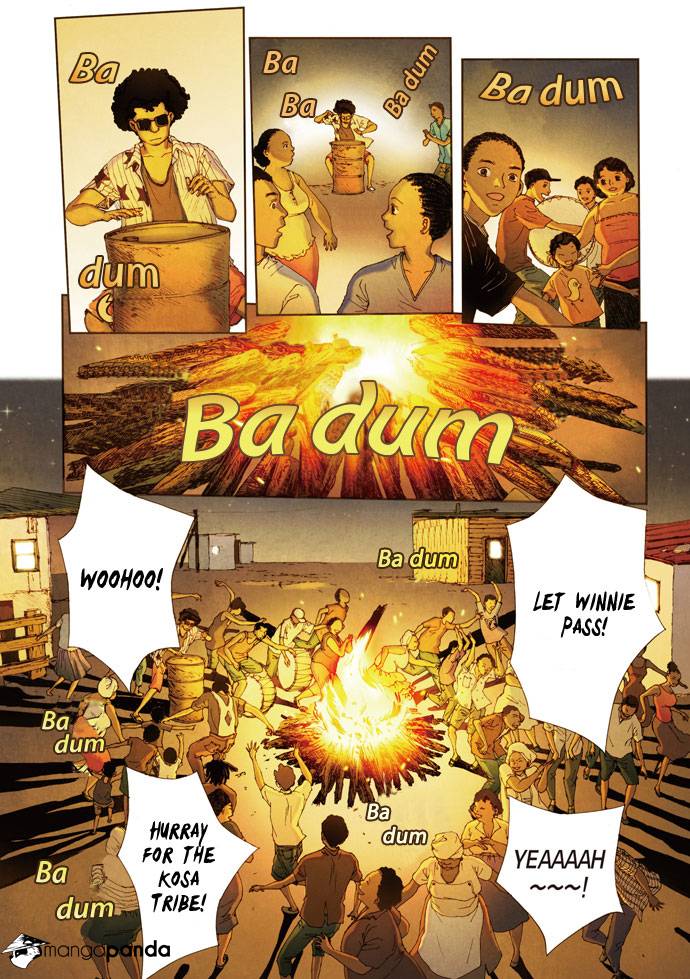 Ba
dum
Ba
Ba
Ba dum
Ba dum
Ba dum
WOOHOO!
Ba dum
LET WINNIE
PASS!
Ba
dum
Ba
dum
HURRAY
FOR THE
KOSA
TRIBE!
YEAAAAH
~~~!
Ba
dum
mangapanda